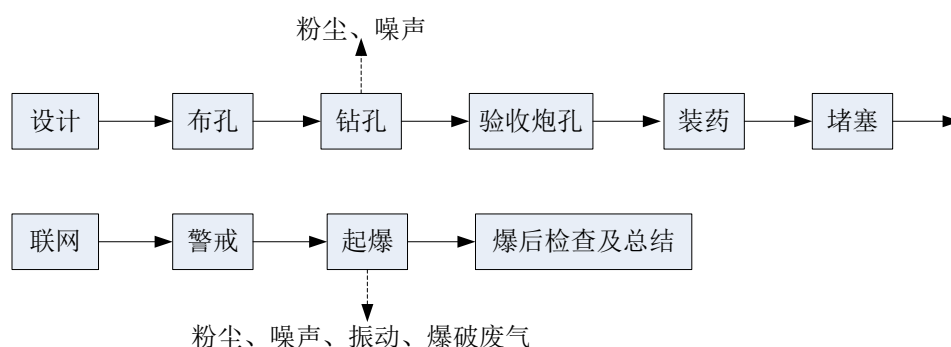 粉尘、噪声
设计 布孔 钻孔 验收炮孔 装药 堵塞
联网 警戒 起爆 爆后检查及总结
粉尘、噪声、振动、爆破废气